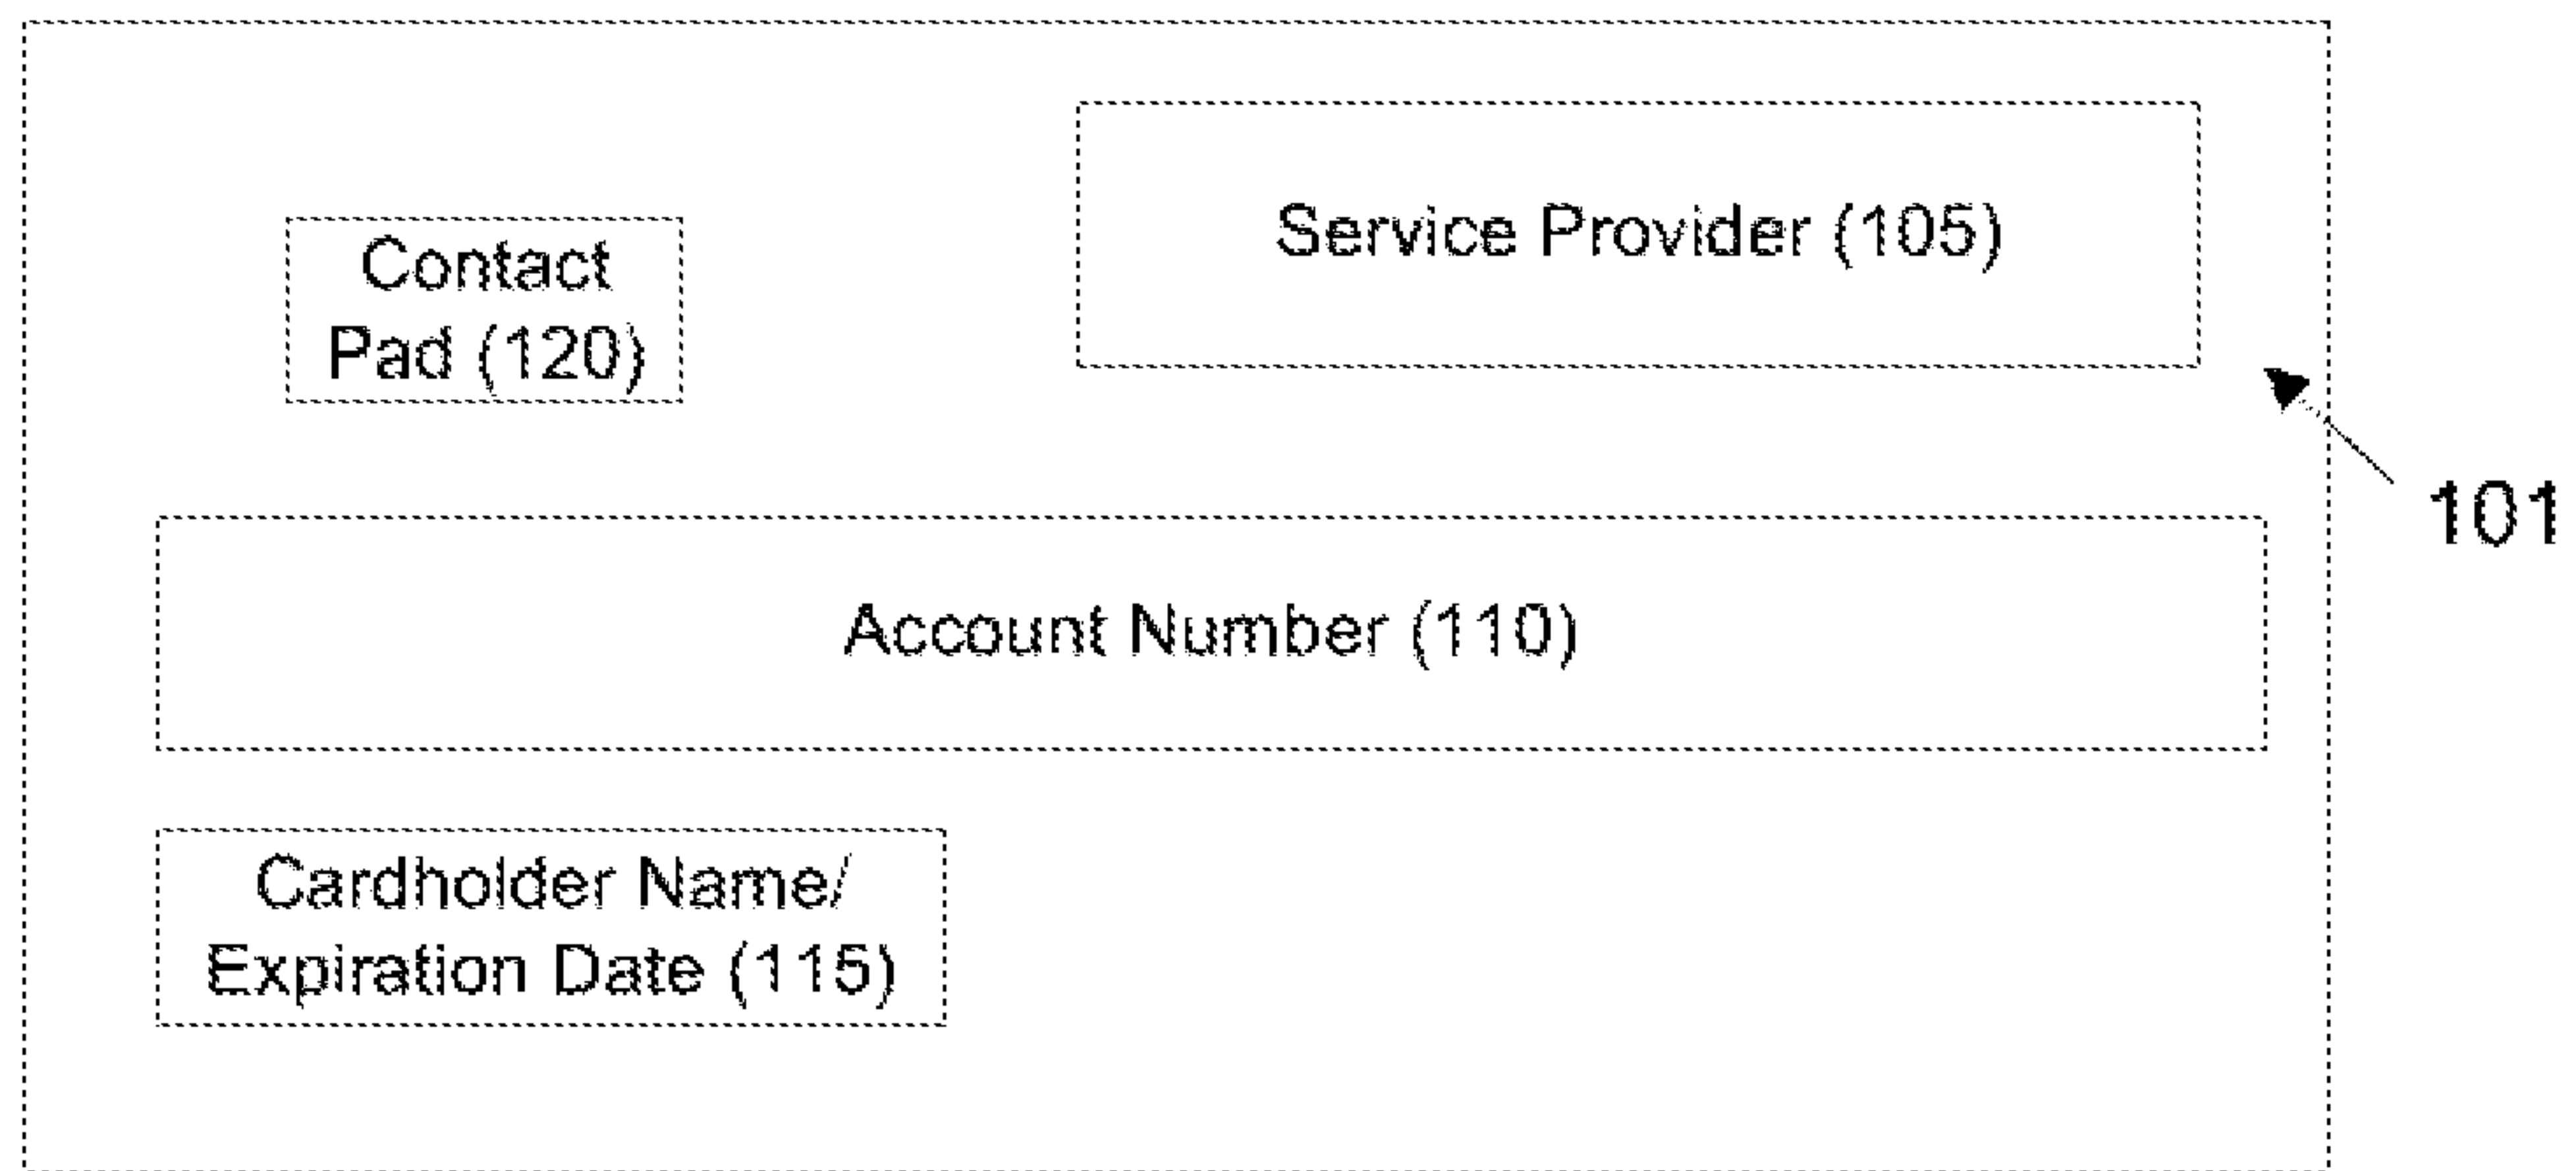 Service Provider (105)
Contact
Pad (120)
101
Account Number (110)
Cardholder Name/
Expiration Date (115)